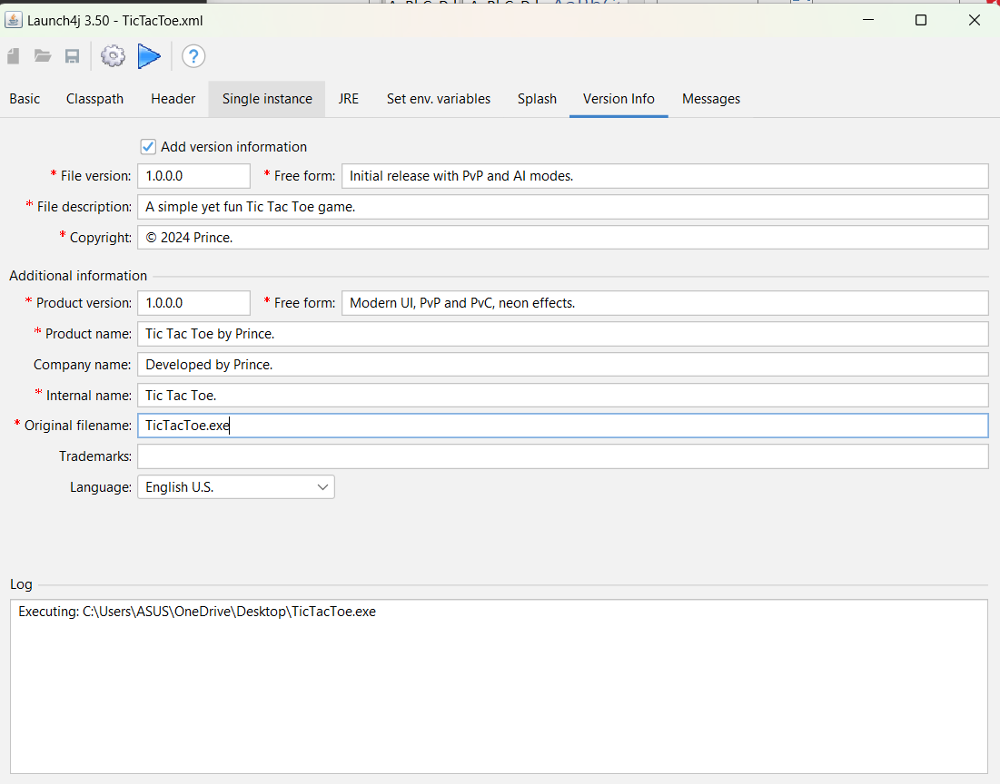 Launch4j 3.50 - TicTacToe.xml
?
Basic Classpath Header Single instance JRE Set env. variables Splash Version Info Messages
Add version information
* File version: 1.0.0.0 * Free form: Initial release with PvP and AI modes.
* File description: A simple yet fun Tic Tac Toe game.
* Copyright: © 2024 Prince.
Additional information
* Product version: 1.0.0.0 * Free form: Modern UI, PvP and PvC, neon effects.
* Product name: Tic Tac Toe by Prince.
Company name: Developed by Prince.
* Internal name: Tic Tac Toe.
* Original filename: TicTacToe.exe
Trademarks:
Language: English U.S.
Log
Executing: C:\Users\ASUS\OneDrive\Desktop\TicTacToe.exe